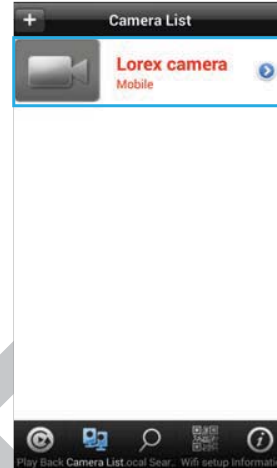 + Camera List
Lorex camera
Mobile
Play Back Camera List ocal Sear.. Wifi setup Informati